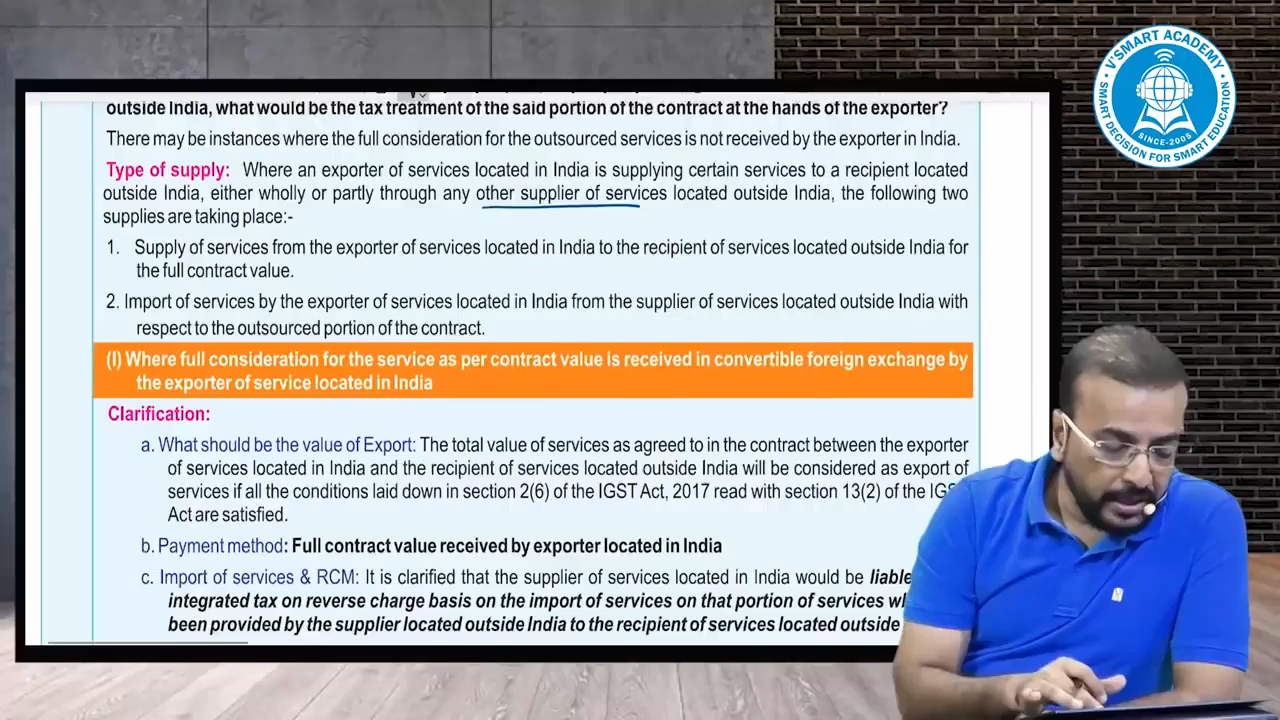 outside India, what would be the tax treatment of the said portion of the contract at the hands of the exporter?
There may be instances where the full consideration for the outsourced services is not received by the exporter in India.
Type of supply: Where an exporter of services located in India is supplying certain services to a recipient located
outside India, either wholly or partly through any other supplier of services located outside India, the following two
supplies are taking place:-
1. Supply of services from the exporter of services located in India to the recipient of services located outside India for
the full contract value.
2. Import of services by the exporter of services located in India from the supplier of services located outside India with
respect to the outsourced portion of the contract.
(I) Where full consideration for the service as per contract value is received in convertible foreign exchange by
the exporter of service located in India
Clarification:
a. What should be the value of Export: The total value of services as agreed to in the contract between the exporter
of services located in India and the recipient of services located outside India will be considered as export of
services if all the conditions laid down in section 2(6) of the IGST Act, 2017 read with section 13(2) of the
Act are satisfied.
b. Payment method: Full contract value received by exporter located in India
c. Import of services & RCM: It is clarified that the supplier of services located in India would be liable
integrated tax on reverse charge basis on the import of services on that portion of services
been provided by the supplier located outside India to the recipient of services located outside
V'SMART ACADEMY
SINCE-2005
SMART DECISION FOR SMART EDUCATION